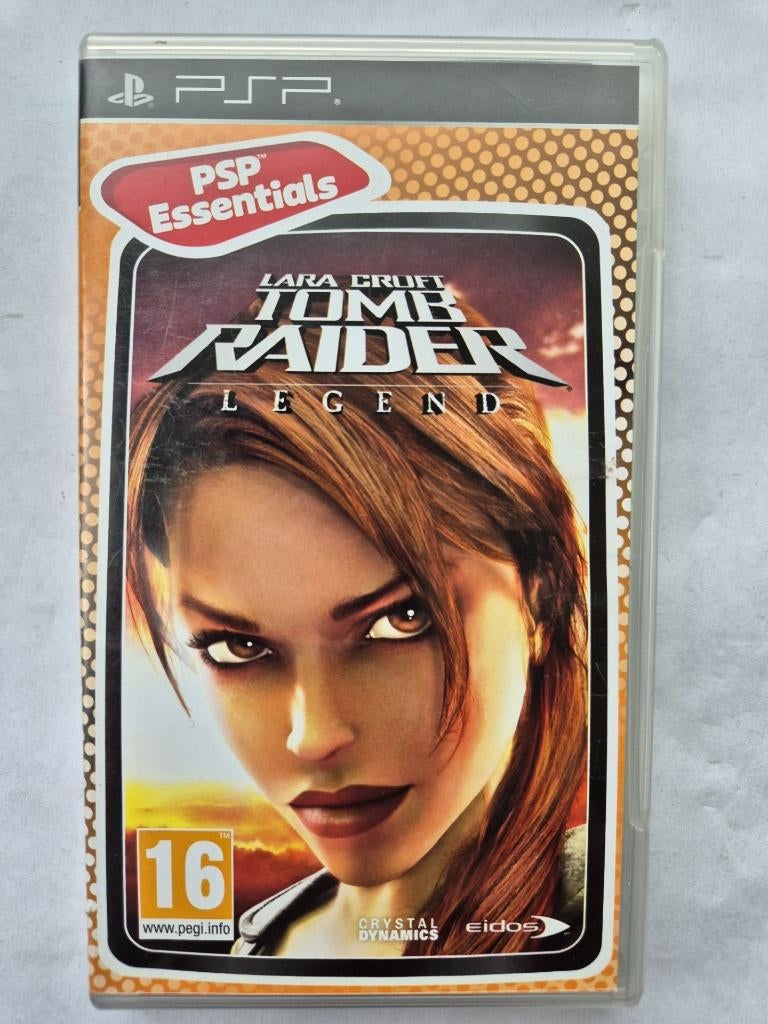 PSP
PSP™
Essentials
LARA CROFT
TOMB
RAIDER
LEGEND
16
www.pegi.info
CRYSTAL
DYNAMICS
eidos